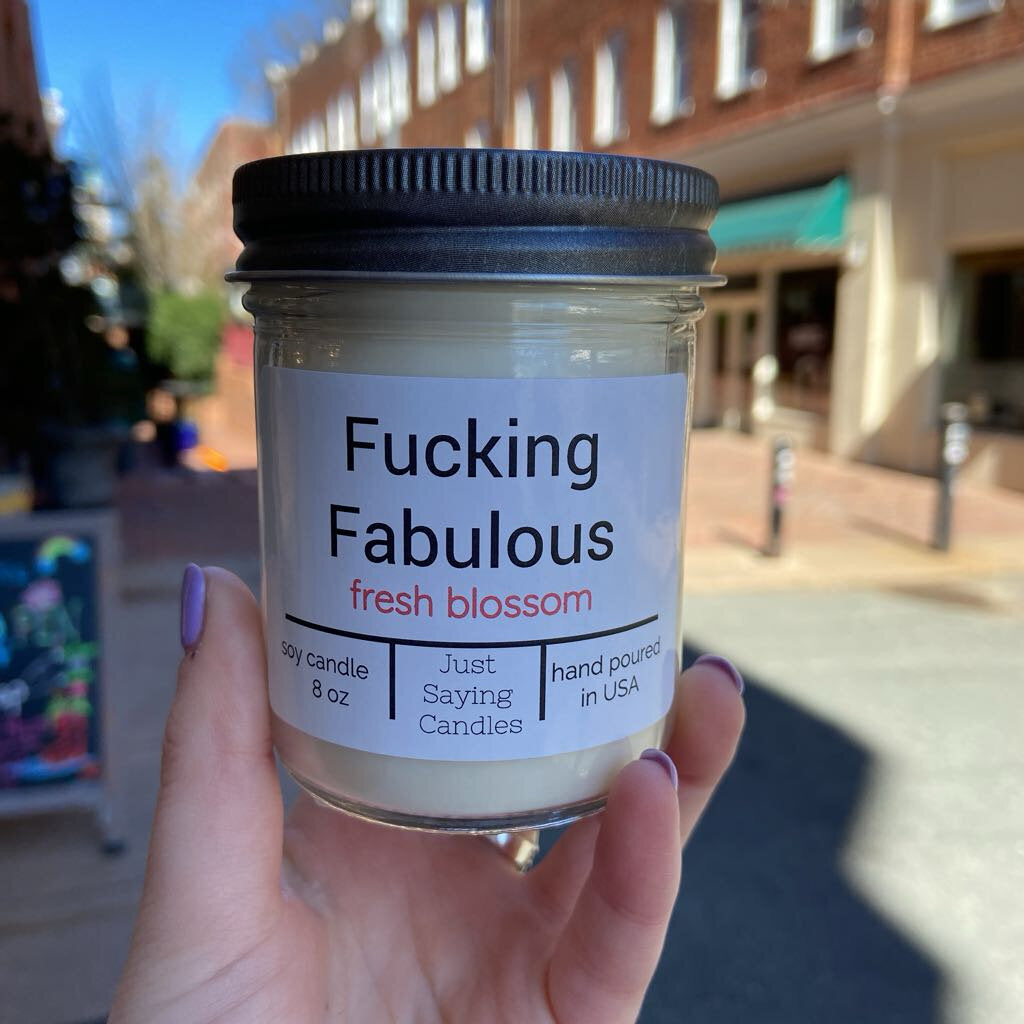 Fucking
Fabulous
fresh blossom
soy candle
8 oz
Just
Saying
Candles
hand poured
in USA